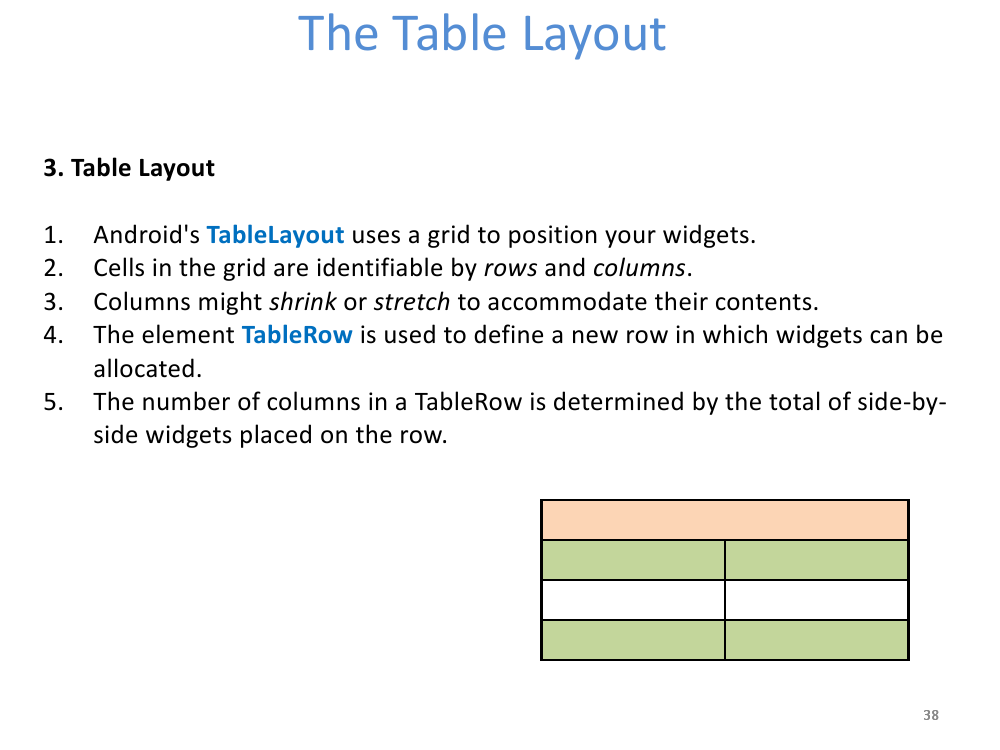 The Table Layout
3. Table Layout
1. Android's TableLayout uses a grid to position your widgets.
2. Cells in the grid are identifiable by rows and columns.
3. Columns might shrink or stretch to accommodate their contents.
4. The element TableRow is used to define a new row in which widgets can be
allocated.
5. The number of columns in a TableRow is determined by the total of side-by-
side widgets placed on the row.
38